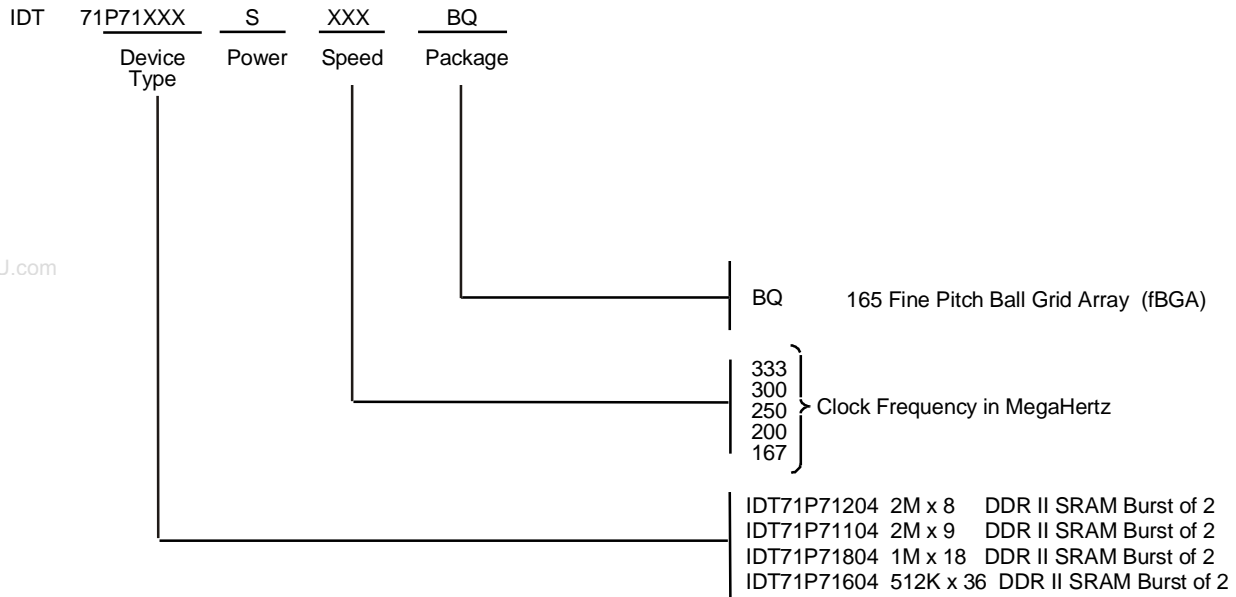 IDT 71P71XXX S XXX BQ
Device Type Power Speed Package
J.com
BQ 165 Fine Pitch Ball Grid Array (fBGA)
333
300
250
200
167
Clock Frequency in MegaHertz
IDT71P71204 2M x 8 DDR II SRAM Burst of 2
IDT71P71104 2M x 9 DDR II SRAM Burst of 2
IDT71P71804 1M x 18 DDR II SRAM Burst of 2
IDT71P71604 512K x 36 DDR II SRAM Burst of 2